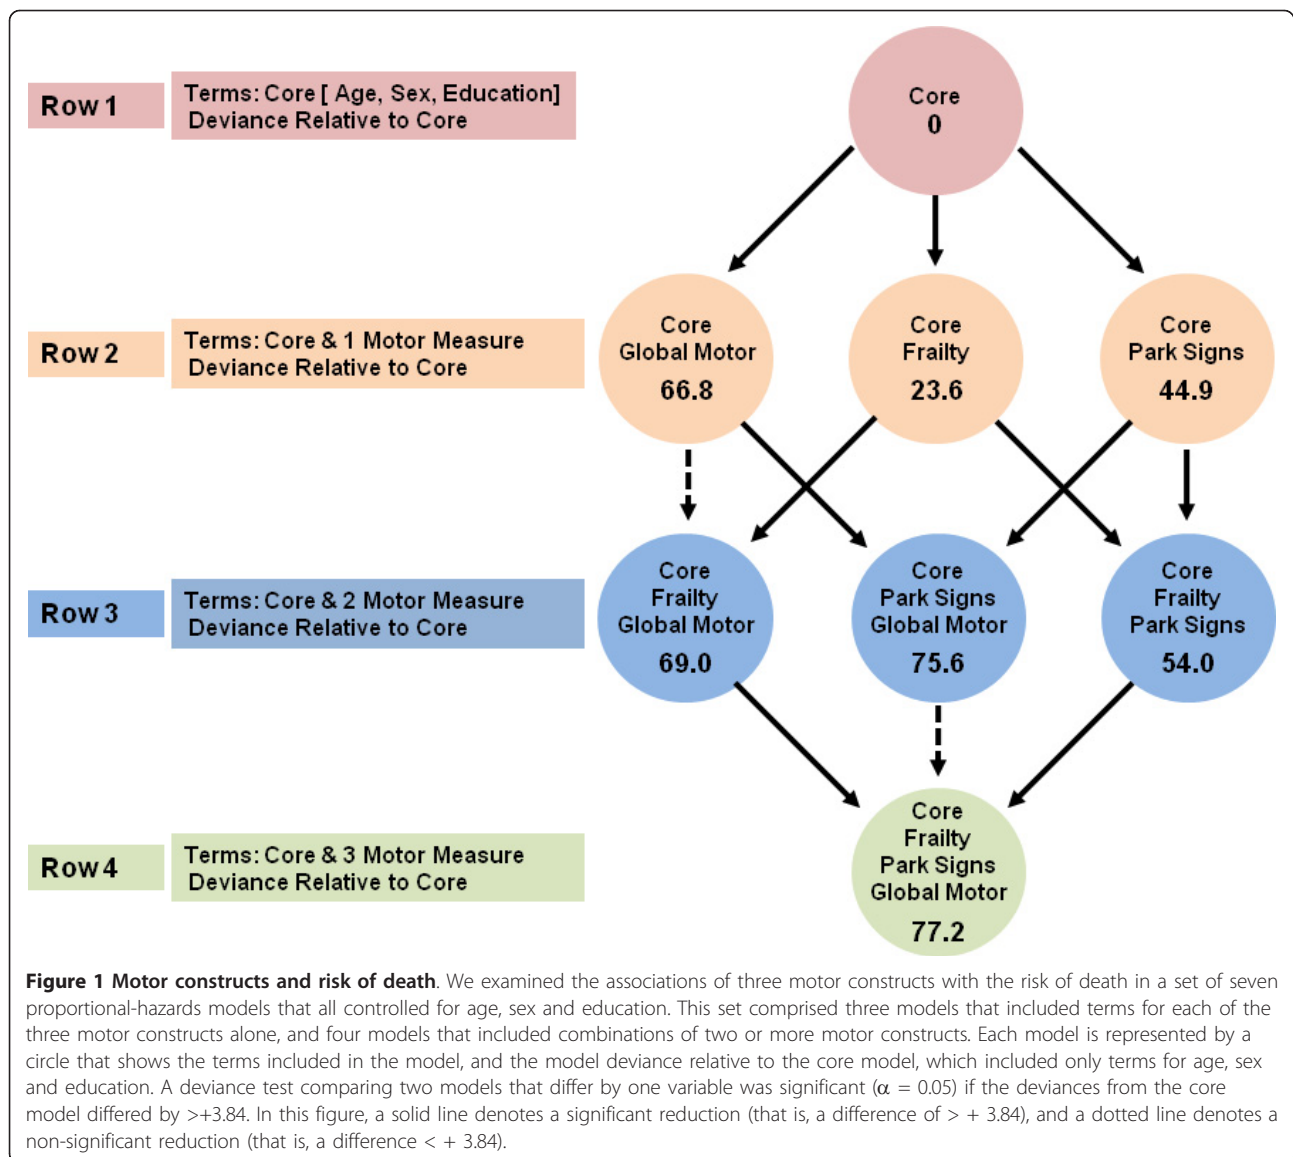 Row 1
Terms: Core [ Age, Sex, Education]
Deviance Relative to Core
Core
0
Row 2
Terms: Core & 1 Motor Measure
Deviance Relative to Core
Core
Global Motor
66.8
Core
Frailty
23.6
Core
Park Signs
44.9
Row 3
Terms: Core & 2 Motor Measure
Deviance Relative to Core
Core
Frailty
Global Motor
69.0
Core
Park Signs
Global Motor
75.6
Core
Frailty
Park Signs
54.0
Row 4
Terms: Core & 3 Motor Measure
Deviance Relative to Core
Core
Frailty
Park Signs
Global Motor
77.2
Figure 1 Motor constructs and risk of death. We examined the associations of three motor constructs with the risk of death in a set of seven
proportional-hazards models that all controlled for age, sex and education. This set comprised three models that included terms for each of the
three motor constructs alone, and four models that included combinations of two or more motor constructs. Each model is represented by a
circle that shows the terms included in the model, and the model deviance relative to the core model, which included only terms for age, sex
and education. A deviance test comparing two models that differ by one variable was significant (α = 0.05) if the deviances from the core
model differed by >+3.84. In this figure, a solid line denotes a significant reduction (that is, a difference of > + 3.84), and a dotted line denotes a
non-significant reduction (that is, a difference < + 3.84).